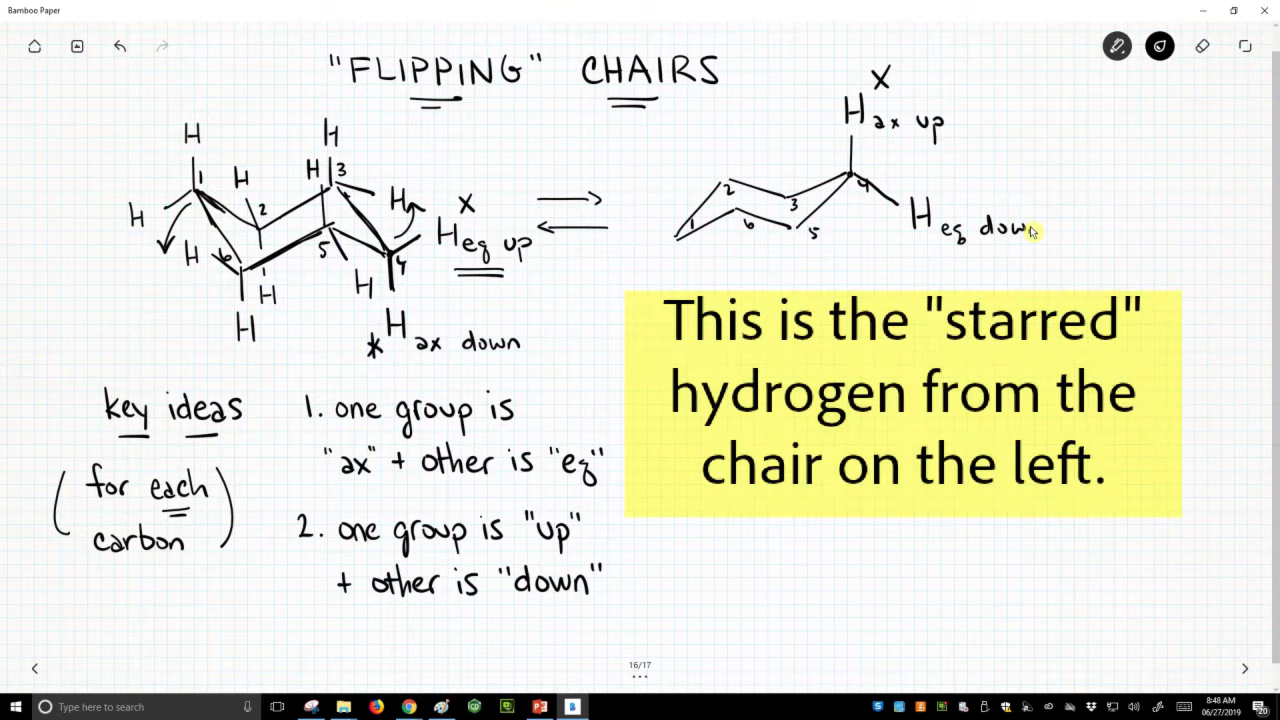 Bamboo Paper
"FLIPPING" CHAIRS
H
H
H
H
H
H
H
H
H
H
1
2
3
4
5
6
X
H eq up
H
* ax down
X
H ax up
H eq dow
1
2
3
4
5
6
key ideas
(for each
carbon)
1. one group is
"ax" + other is "eq"
2. one group is "up"
+ other is "down"
This is the "starred"
hydrogen from the
chair on the left.
16/17
Type here to search
8:48 AM
06/27/2019
20